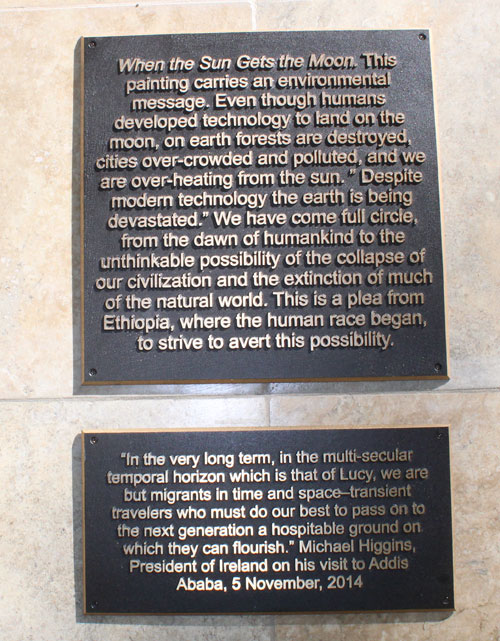 When the Sun Gets the Moon. This
painting carries an environmental
message. Even though humans
developed technology to land on the
moon, on earth forests are destroyed,
cities over-crowded and polluted, and we
are over-heating from the sun. " Despite
modern technology the earth is being
devastated." We have come full circle,
from the dawn of humankind to the
unthinkable possibility of the collapse of
our civilization and the extinction of much
of the natural world. This is a plea from
Ethiopia, where the human race began,
to strive to avert this possibility.
"In the very long term, in the multi-secular
temporal horizon which is that of Lucy, we are
but migrants in time and space–transient
travelers who must do our best to pass on to
the next generation a hospitable ground on
which they can flourish." Michael Higgins,
President of Ireland on his visit to Addis
Ababa, 5 November, 2014